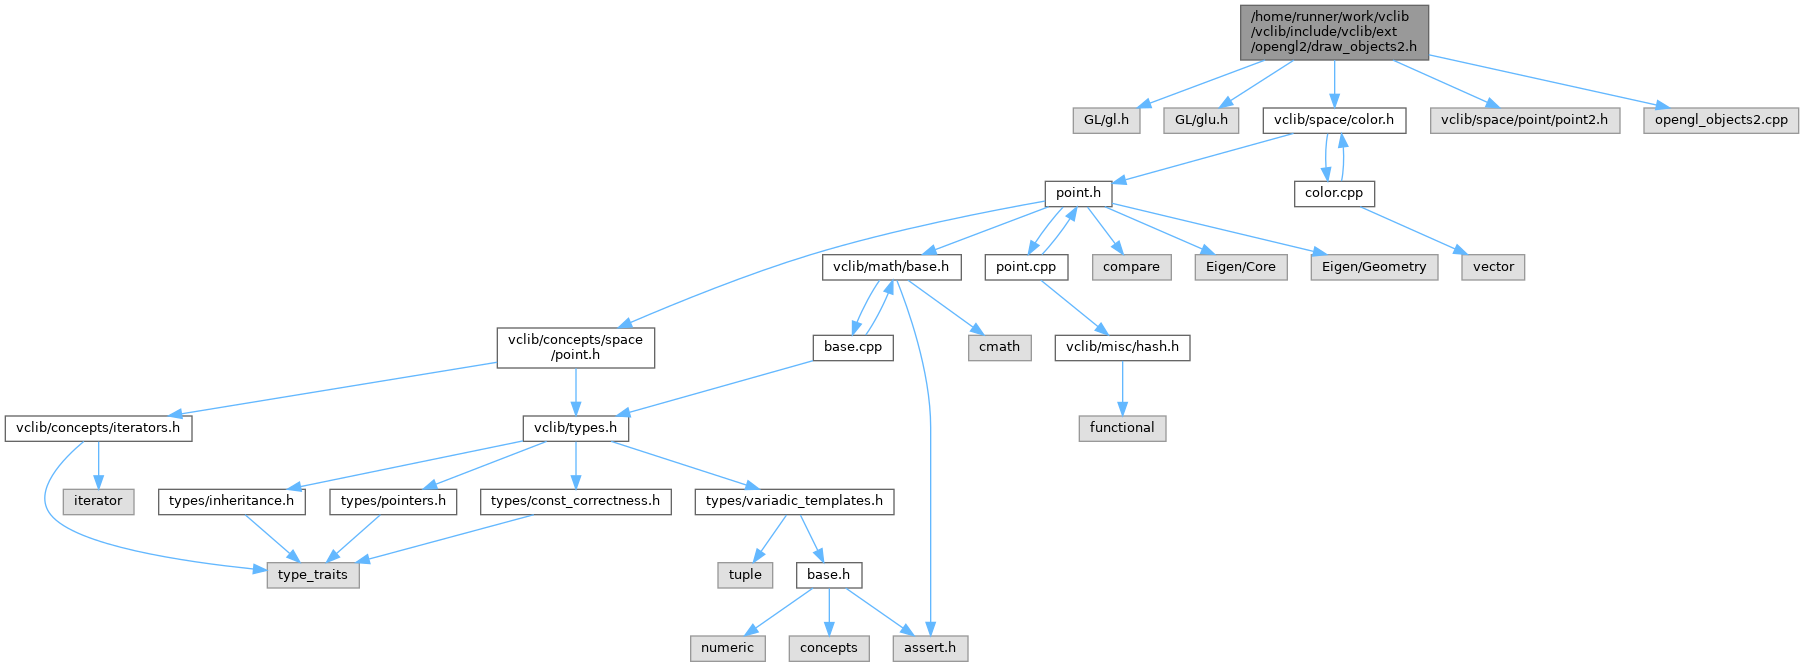 /home/runner/work/vclib
/vclib/include/vclib/ext
/opengl2/draw_objects2.h
GL/gl.h
GL/glu.h
vclib/space/color.h
vclib/space/point/point2.h
opengl_objects2.cpp
point.h
color.cpp
vclib/math/base.h
point.cpp
compare
Eigen/Core
Eigen/Geometry
vector
vclib/concepts/space
/point.h
base.cpp
cmath
vclib/misc/hash.h
vclib/concepts/iterators.h
vclib/types.h
functional
iterator
types/inheritance.h
types/pointers.h
types/const_correctness.h
types/variadic_templates.h
type_traits
tuple
base.h
numeric
concepts
assert.h